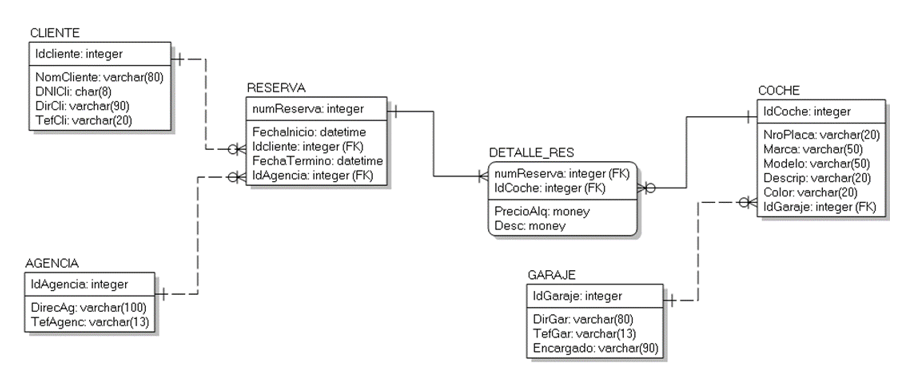 CLIENTE
Idcliente: integer
NomCliente: varchar(80)
DNICli: char(8)
DirCli: varchar(90)
TefCli: varchar(20)
RESERVA
numReserva: integer
FechaInicio: datetime
Idcliente: integer (FK)
FechaTermino: datetime
IdAgencia: integer (FK)
AGENCIA
IdAgencia: integer
DirecAg: varchar(100)
TefAgenc: varchar(13)
DETALLE_RES
numReserva: integer (FK)
IdCoche: integer (FK)
PrecioAlq: money
Desc: money
COCHE
IdCoche: integer
NroPlaca: varchar(20)
Marca: varchar(50)
Modelo: varchar(50)
Descrip: varchar(20)
Color: varchar(20)
IdGaraje: integer (FK)
GARAJE
IdGaraje: integer
DirGar: varchar(80)
TefGar: varchar(13)
Encargado: varchar(90)